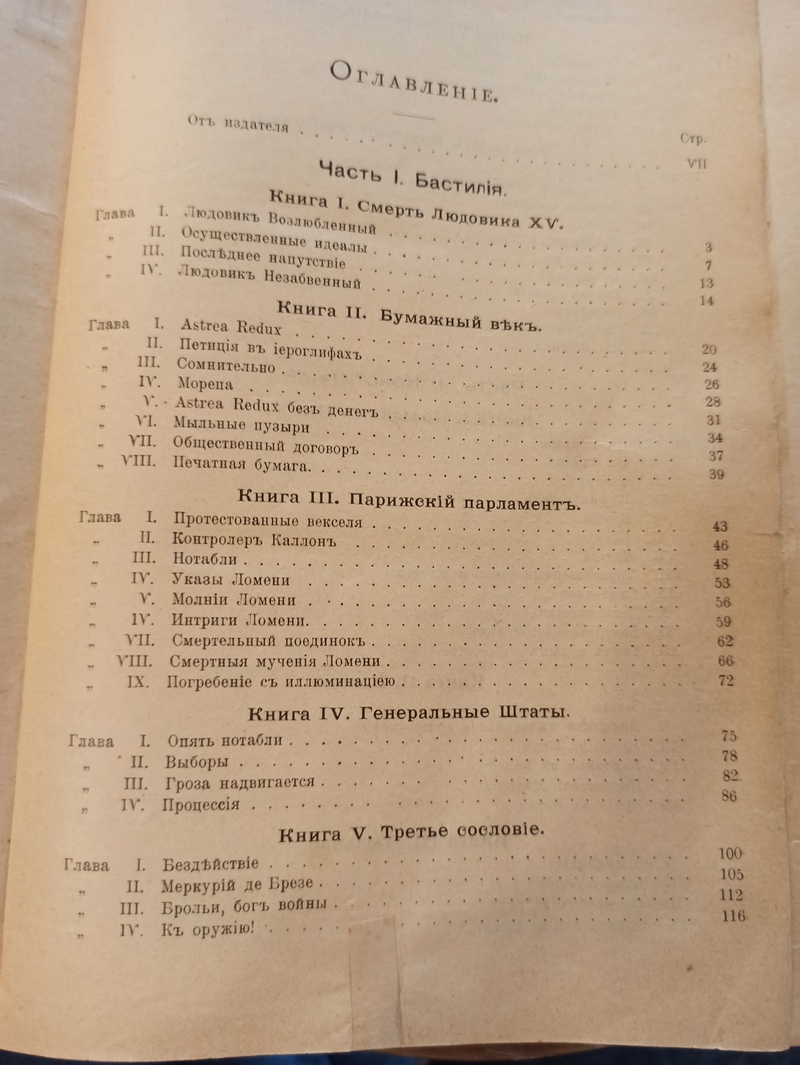 Оглавленіе.
Стр.
Отъ издателя . . . . . . . . . . . . . . . . VII
Часть I. Бастилія.
Книга I. Смерть Людовика XV.
Глава I. Людовикъ Возлюбленный . . . . . . . . . . . . 3
„ II. Осуществленные идеалы . . . . . . . . . . . . 7
„ III. Послѣднее напутствіе . . . . . . . . . . . . 13
„ IV. Людовикъ Незабвенный . . . . . . . . . . . . 14
Книга II. Бумажный вѣкъ.
Глава I. Astrea Redux . . . . . . . . . . . . 20
„ II. Петиція въ іероглифахъ . . . . . . . . . . . . 24
„ III. Сомнительно . . . . . . . . . . . . 26
„ IV. Морепа . . . . . . . . . . . . 28
„ V. Astrea Redux безъ денегъ . . . . . . . . . . . . 31
„ VI. Мыльные пузыри . . . . . . . . . . . . 34
„ VII. Общественный договоръ . . . . . . . . . . . . 37
„ VIII. Печатная бумага. . . . . . . . . . . . . 39
Книга III. Парижскій парламентъ.
Глава I. Протестованные векселя . . . . . . . . . . . . 43
„ II. Контролеръ Каллонъ . . . . . . . . . . . . 46
„ III. Нотабли . . . . . . . . . . . . 48
„ IV. Указы Ломени . . . . . . . . . . . . 53
„ V. Молніи Ломени . . . . . . . . . . . . 56
„ IV. Интриги Ломени. . . . . . . . . . . . . 59
„ VII. Смертельный поединокъ . . . . . . . . . . . . 62
„ VIII. Смертныя мученія Ломени . . . . . . . . . . . . 66
„ IX. Погребеніе съ иллюминаціею . . . . . . . . . . . . 72
Книга IV. Генеральные Штаты.
Глава I. Опять нотабли . . . . . . . . . . . . 75
„ II. Выборы . . . . . . . . . . . . 78
„ III. Гроза надвигается . . . . . . . . . . . . 82
„ IV. Процессія . . . . . . . . . . . . 86
Книга V. Третье сословіе.
Глава I. Бездѣйствіе . . . . . . . . . . . . 100
„ II. Меркурій де Брезе . . . . . . . . . . . . 105
„ III. Брольи, богъ войны . . . . . . . . . . . . 112
„ IV. Къ оружію! . . . . . . . . . . . . 116